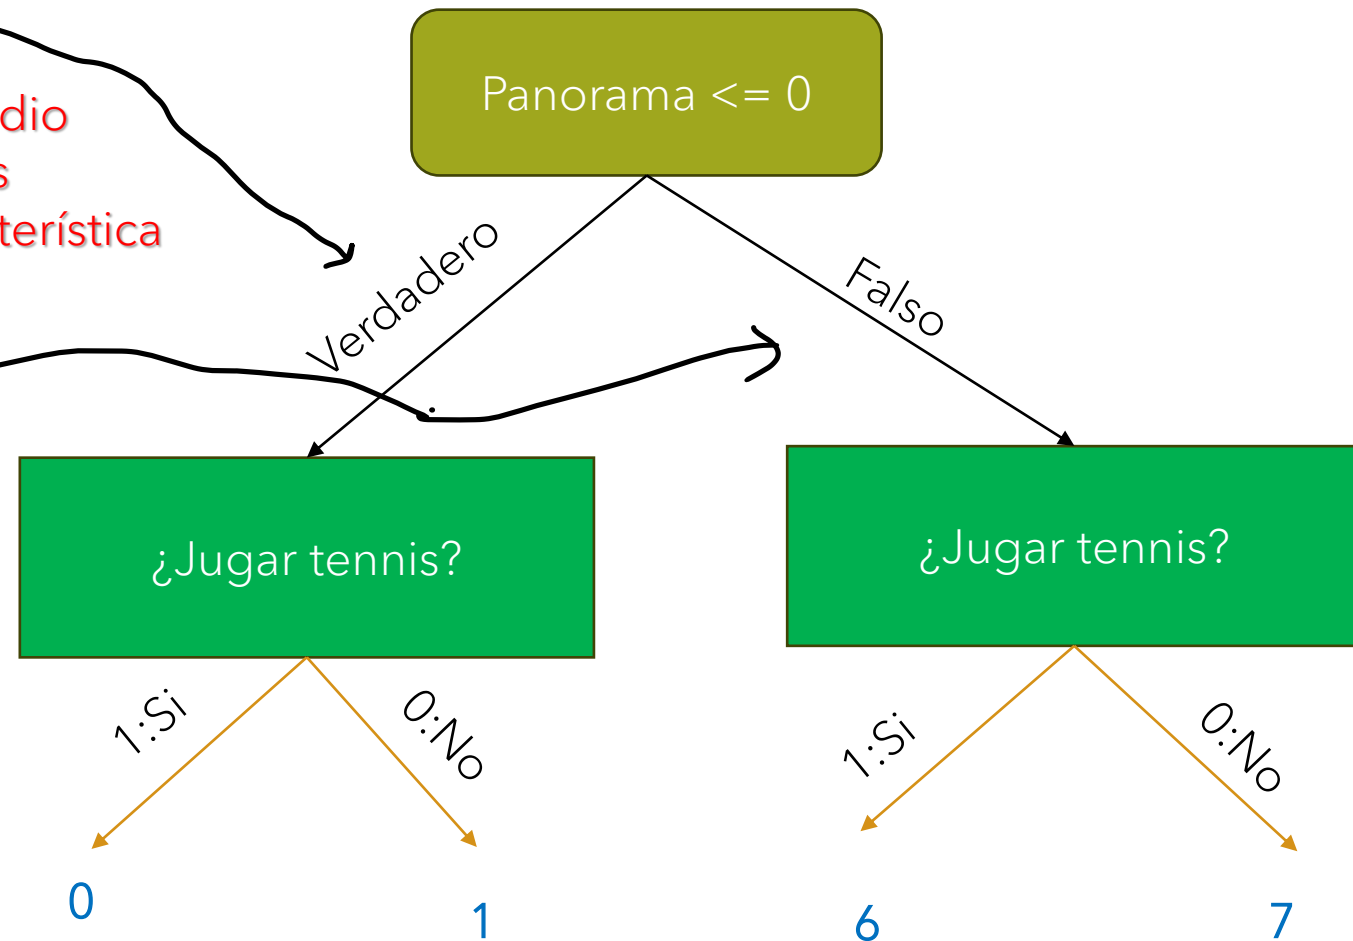 Panorama <= 0
dio
s
terística
Verdadero
Falso
¿Jugar tennis?
¿Jugar tennis?
1:Si
0:No
1:Si
0:No
0
1
6
7